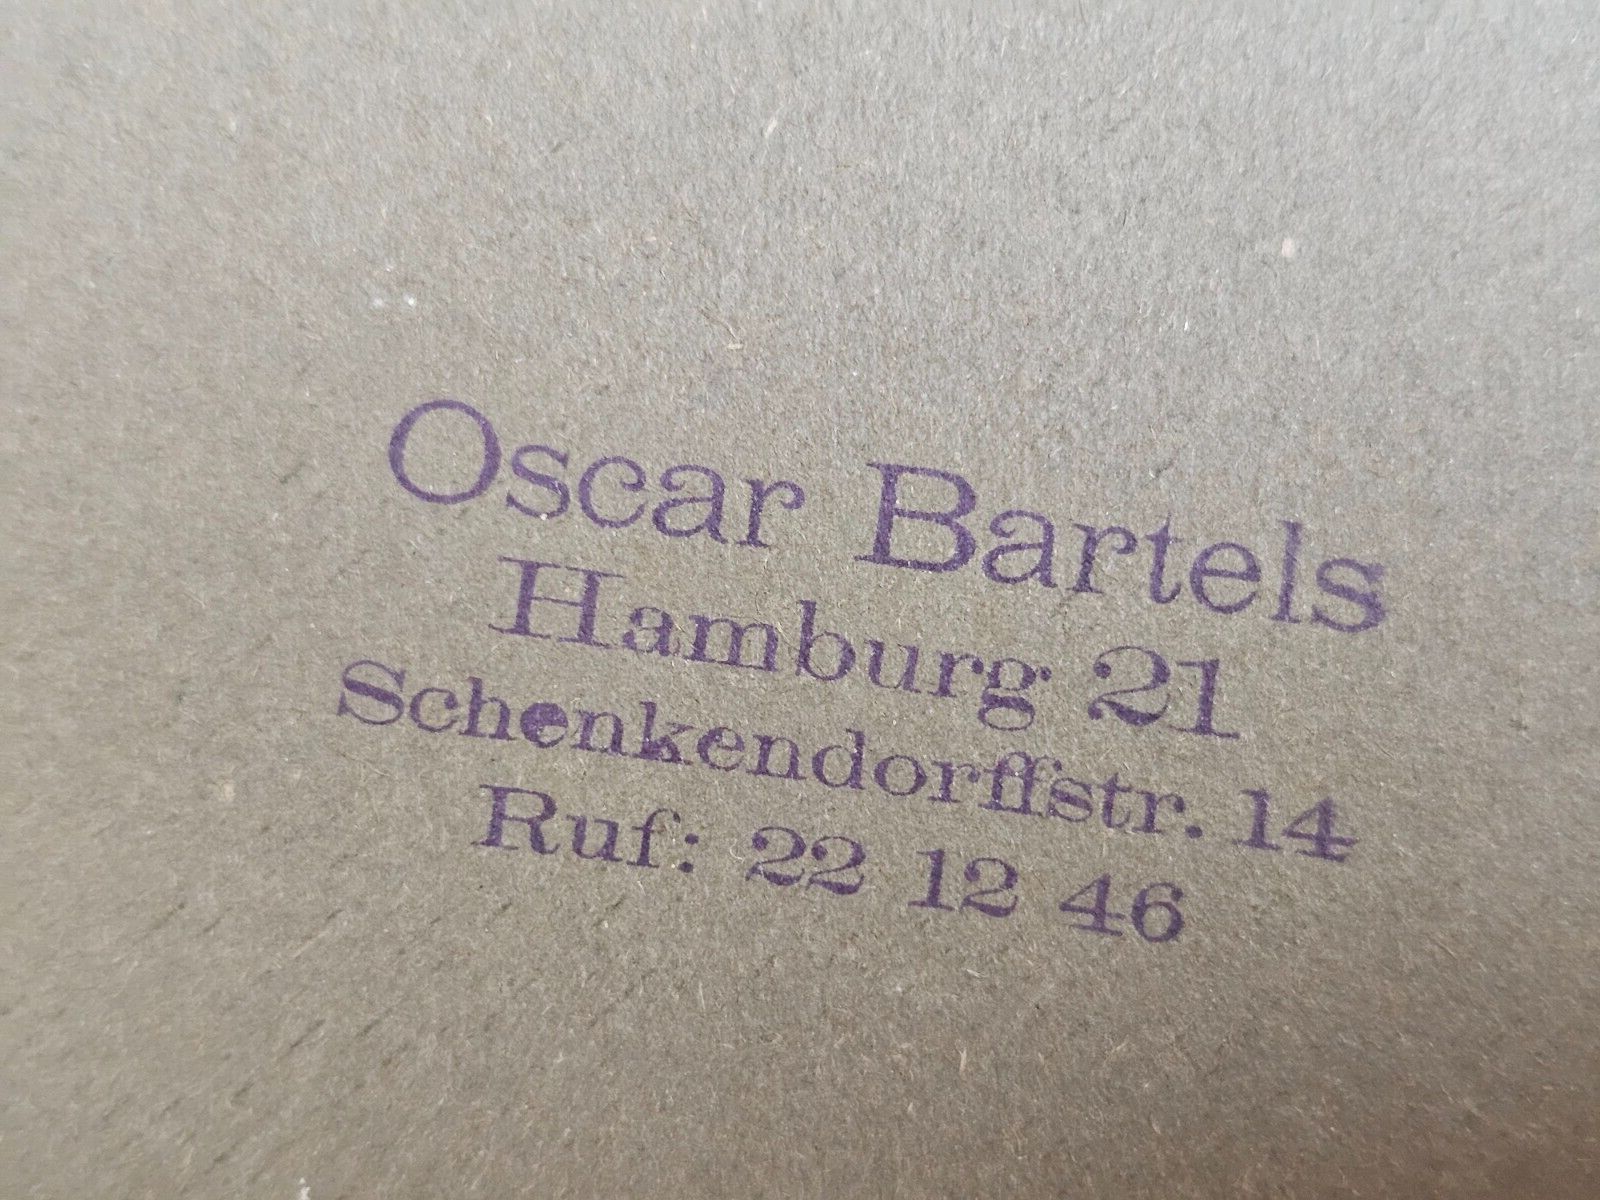 Oscar Bartels
Hamburg 21
Schenkendorffstr. 14
Ruf: 22 12 46